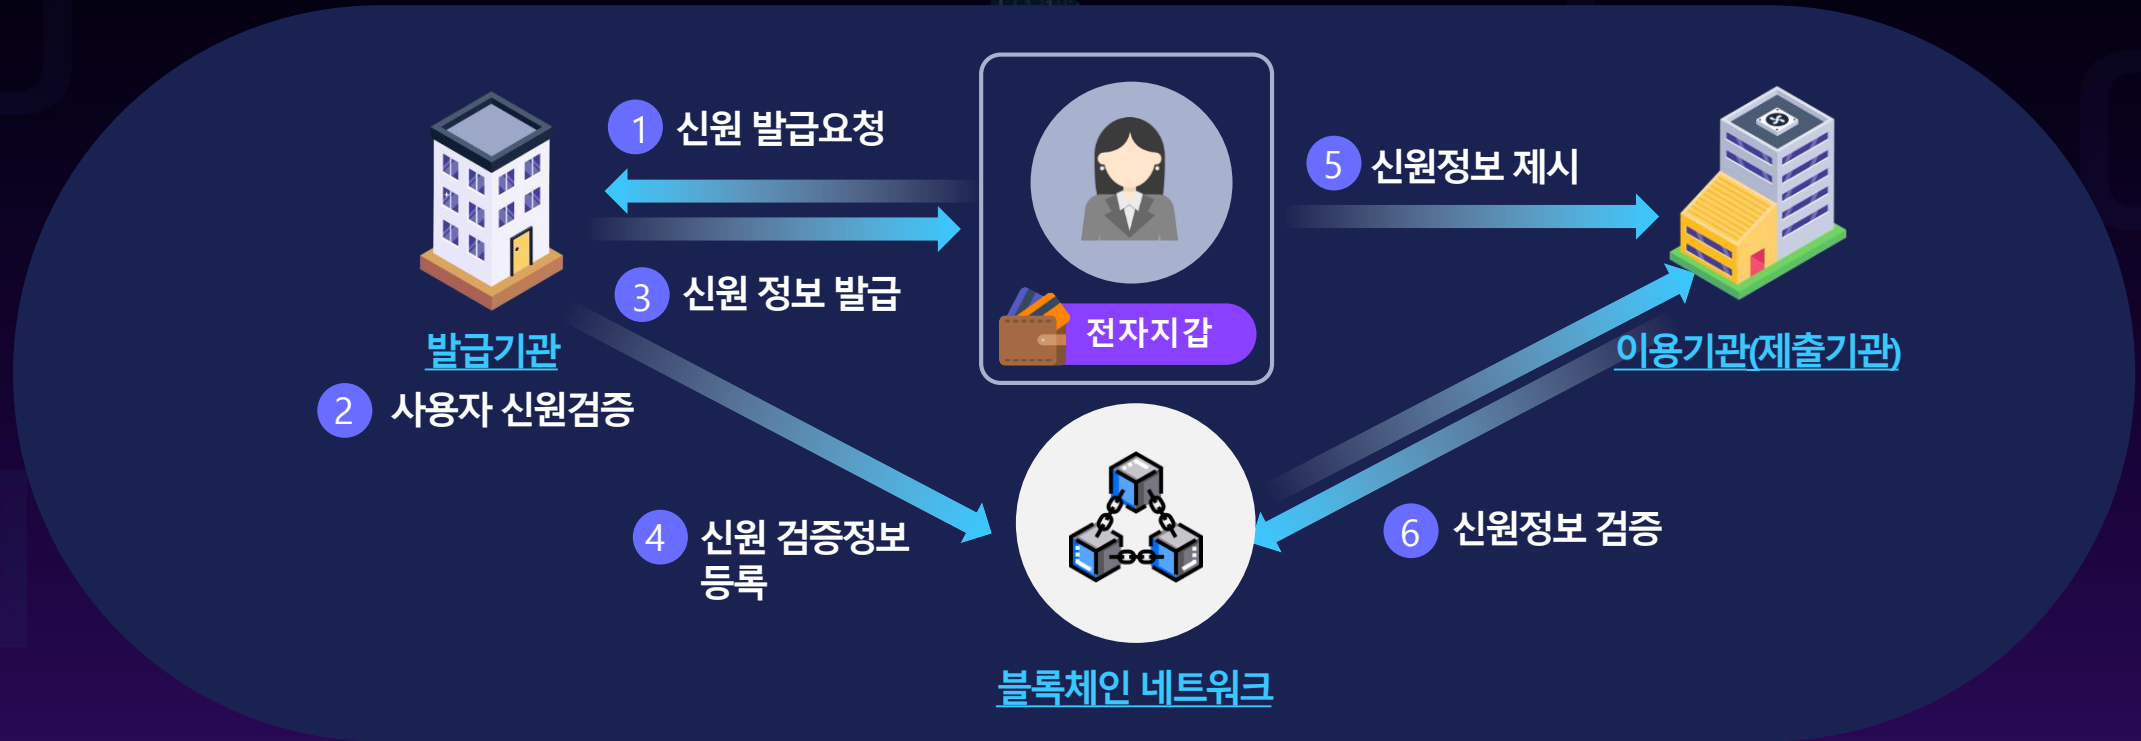 1 신원 발급요청
3 신원 정보 발급
발급기관
2 사용자 신원검증
4 신원 검증정보
등록
전자지갑
블록체인 네트워크
5 신원정보 제시
이용기관(제출기관)
6 신원정보 검증